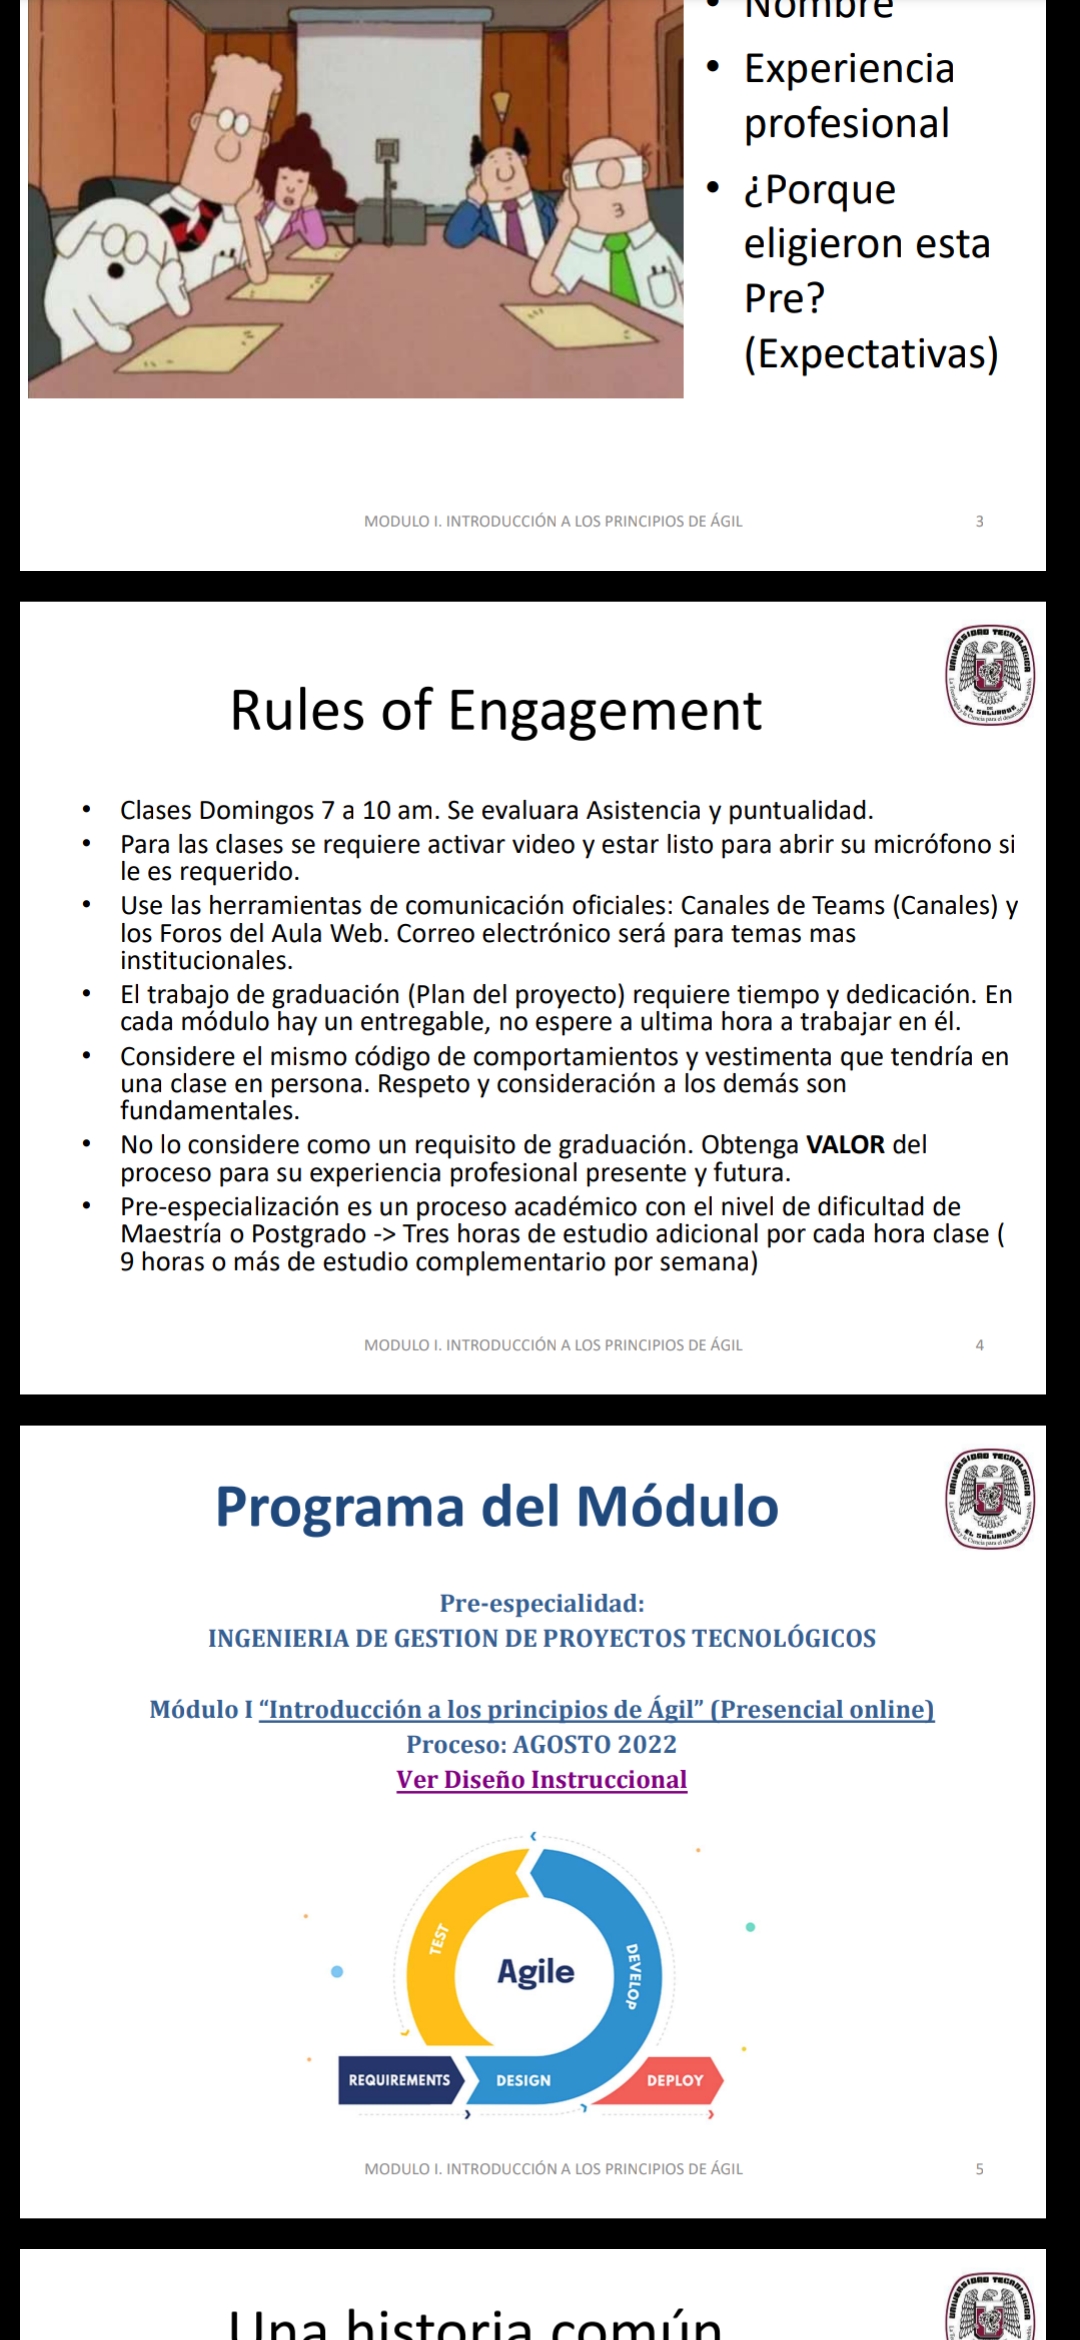 • Nombre
• Experiencia
profesional
• ¿Porque
eligieron esta
Pre?
(Expectativas)
MODULO I. INTRODUCCIÓN A LOS PRINCIPIOS DE ÁGIL 3
UNIVERSIDAD TECNOLOGICA
DE
EL SALVADOR
Rules of Engagement
• Clases Domingos 7 a 10 am. Se evaluara Asistencia y puntualidad.
• Para las clases se requiere activar video y estar listo para abrir su micrófono si
le es requerido.
• Use las herramientas de comunicación oficiales: Canales de Teams (Canales) y
los Foros del Aula Web. Correo electrónico será para temas mas
institucionales.
• El trabajo de graduación (Plan del proyecto) requiere tiempo y dedicación. En
cada módulo hay un entregable, no espere a ultima hora a trabajar en él.
• Considere el mismo código de comportamientos y vestimenta que tendría en
una clase en persona. Respeto y consideración a los demás son
fundamentales.
• No lo considere como un requisito de graduación. Obtenga VALOR del
proceso para su experiencia profesional presente y futura.
• Pre-especialización es un proceso académico con el nivel de dificultad de
Maestría o Postgrado -> Tres horas de estudio adicional por cada hora clase (
9 horas o más de estudio complementario por semana)
MODULO I. INTRODUCCIÓN A LOS PRINCIPIOS DE ÁGIL 4
UNIVERSIDAD TECNOLOGICA
DE
EL SALVADOR
Programa del Módulo
Pre-especialidad:
INGENIERIA DE GESTION DE PROYECTOS TECNOLÓGICOS
Módulo I “Introducción a los principios de Ágil” (Presencial online)
Proceso: AGOSTO 2022
Ver Diseño Instruccional
TEST
Agile
DEVELOP
REQUIREMENTS
DESIGN
DEPLOY
MODULO I. INTRODUCCIÓN A LOS PRINCIPIOS DE ÁGIL 5
UNIVERSIDAD TECNOLOGICA
Una historia común